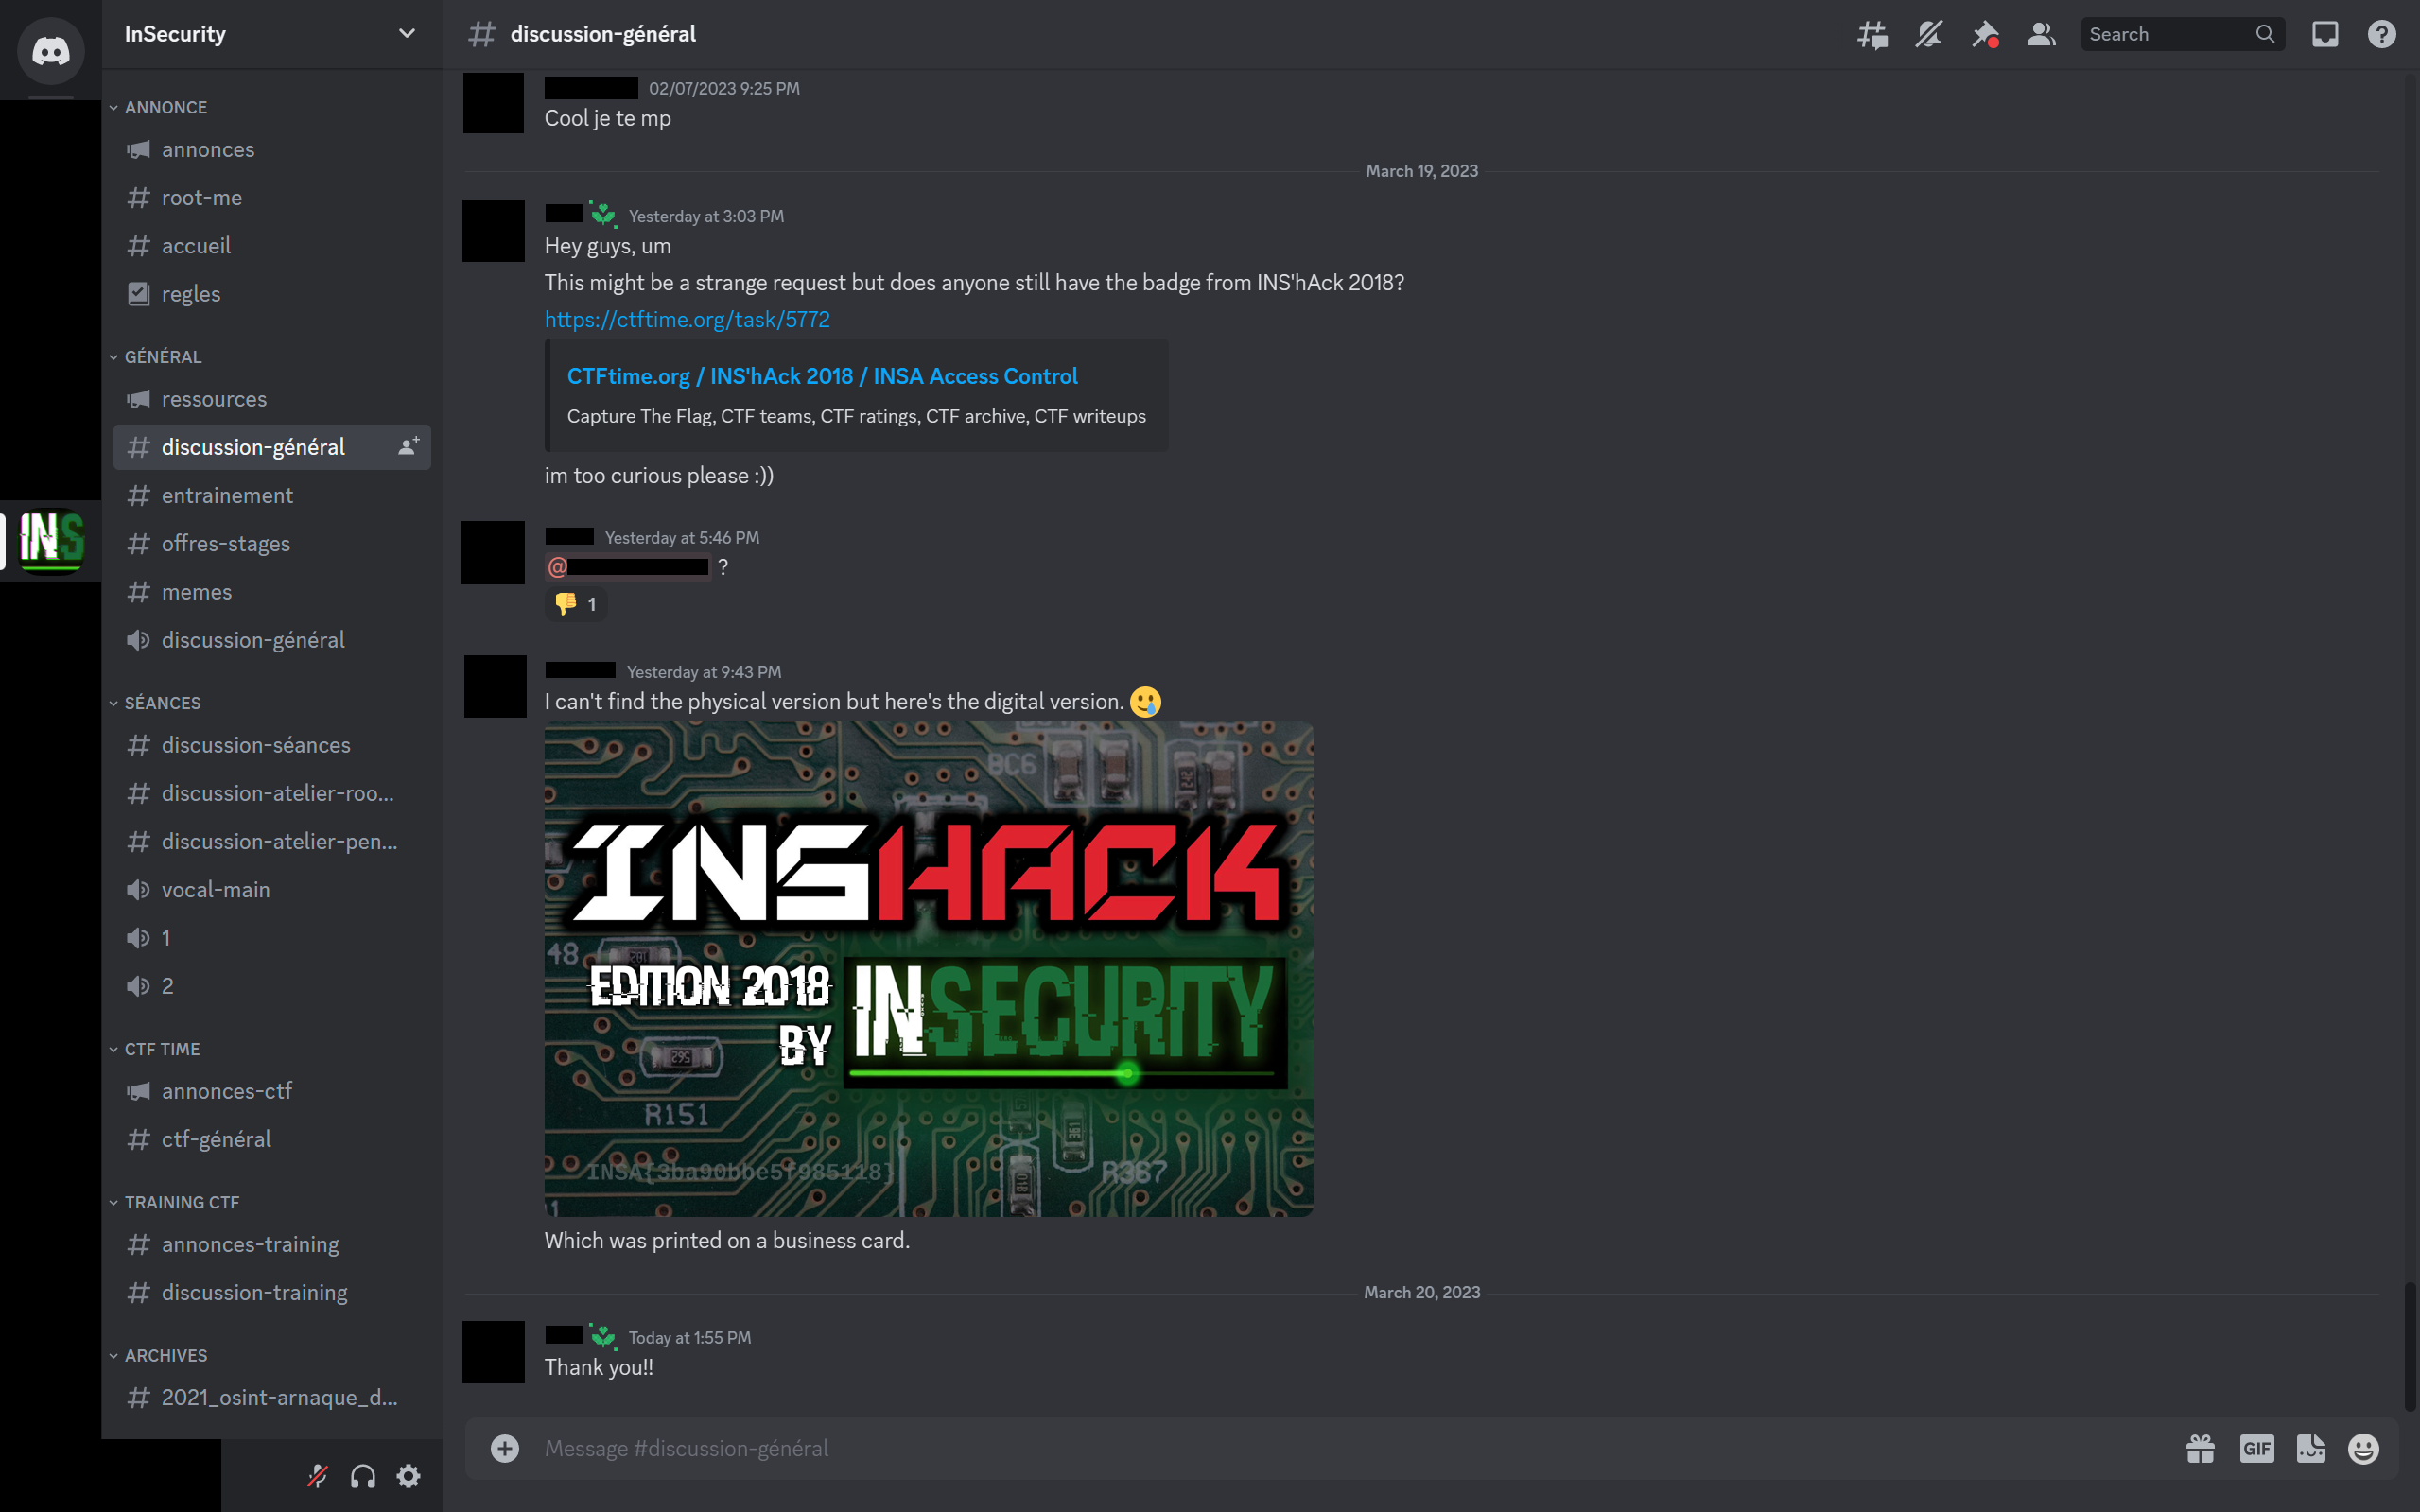 InSecurity
ANNONCE
annonces
root-me
accueil
regles
GÉNÉRAL
ressources
discussion-général
entrainement
offres-stages
memes
discussion-général
SÉANCES
discussion-séances
discussion-atelier-roo...
discussion-atelier-pen...
vocal-main
1
2
CTF TIME
annonces-ctf
ctf-général
TRAINING CTF
annonces-training
discussion-training
ARCHIVES
2021_osint-arnaque_d...
INS
discussion-général
Search
02/07/2023 9:25 PM
Cool je te mp
March 19, 2023
Yesterday at 3:03 PM
Hey guys, um
This might be a strange request but does anyone still have the badge from INS'hAck 2018?
https://ctftime.org/task/5772
CTFtime.org / INS'hAck 2018 / INSA Access Control
Capture The Flag, CTF teams, CTF ratings, CTF archive, CTF writeups
im too curious please :))
Yesterday at 5:46 PM
@ ?
1
Yesterday at 9:43 PM
I can't find the physical version but here's the digital version.
BC6
INSHACK
48
EDITION 2018
BY
INSECURITY
295
R151
361
INSA{3ba90bbe5f985118}
R387
Which was printed on a business card.
March 20, 2023
Today at 1:55 PM
Thank you!!
Message #discussion-général
GIF